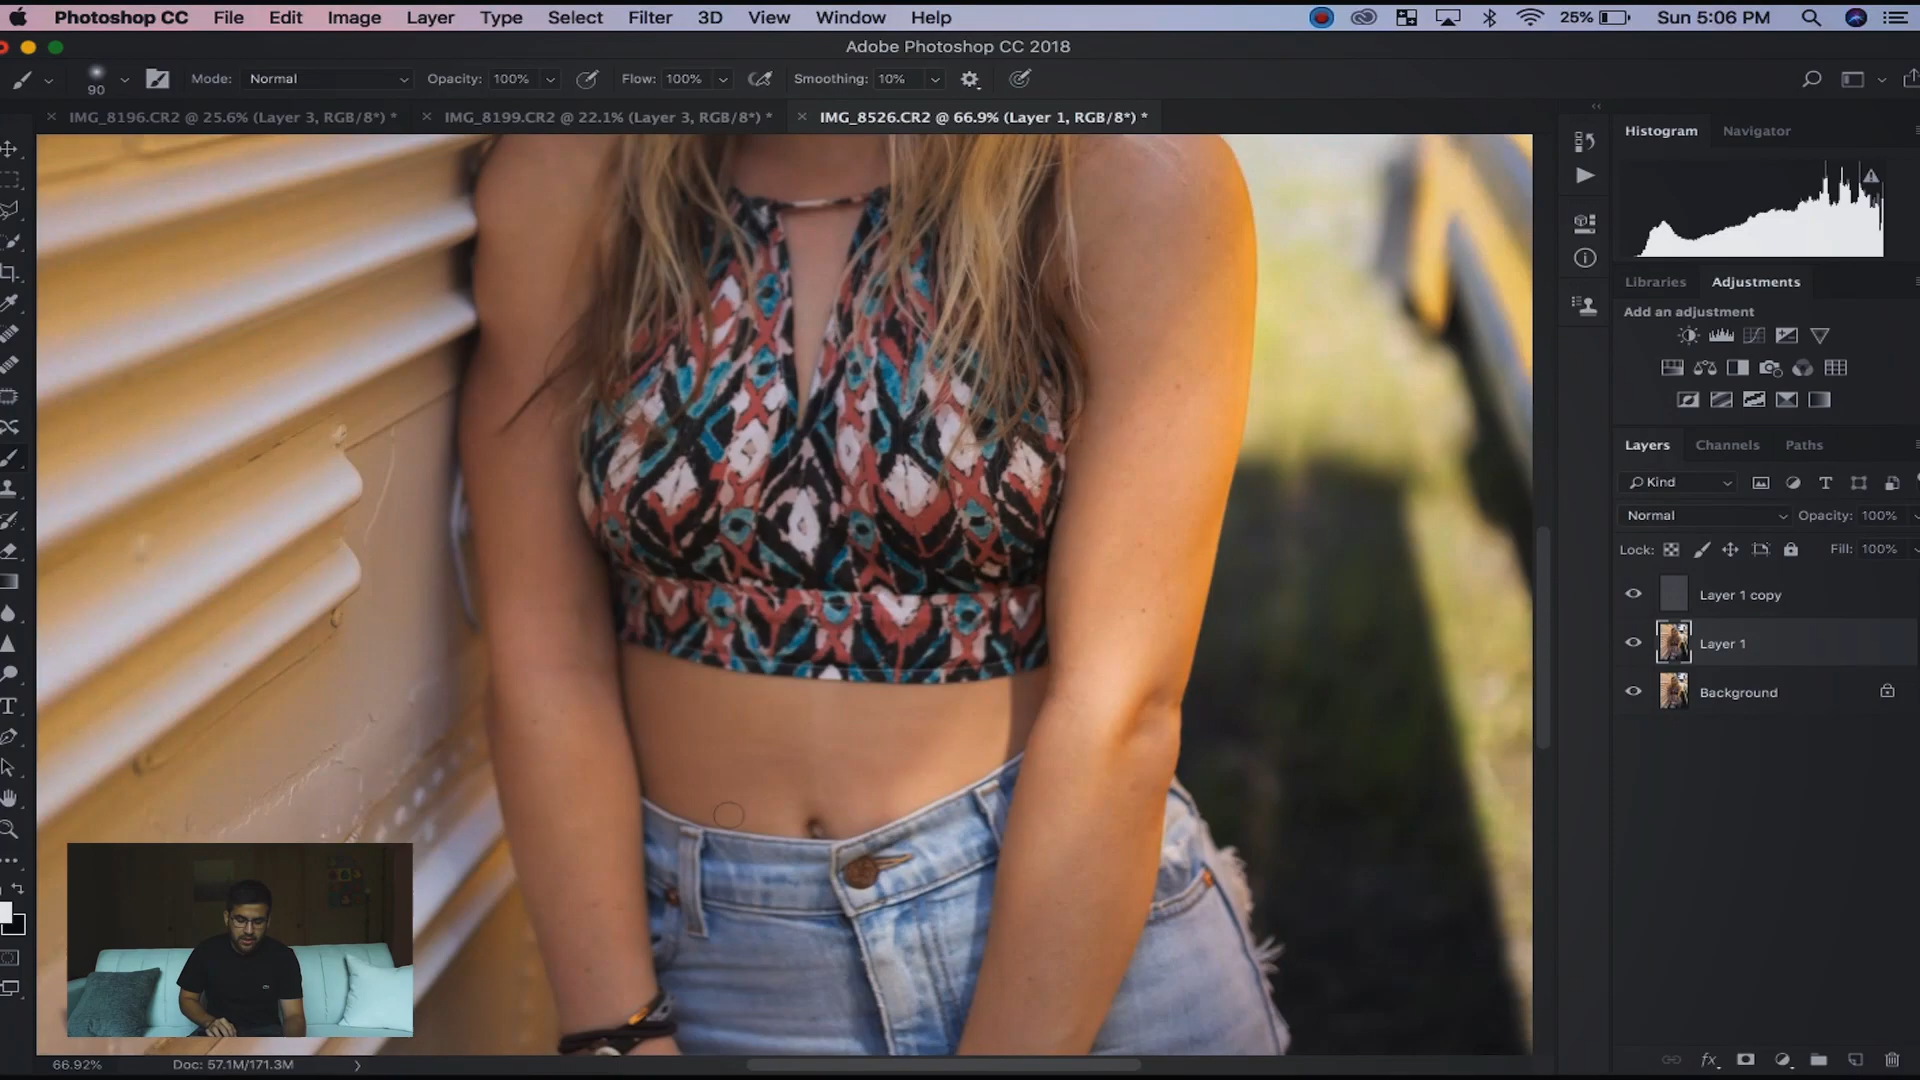 Photoshop CC File Edit Image Layer Type Select Filter 3D View Window Help 25% Sun 5:06 PM
Adobe Photoshop CC 2018
90 Mode: Normal Opacity: 100% Flow: 100% Smoothing: 10%
IMG_8196.CR2 @ 25.6% (Layer 3, RGB/8*) * IMG_8199.CR2 @ 22.1% (Layer 3, RGB/8*) * IMG_8526.CR2 @ 66.9% (Layer 1, RGB/8*) *
Histogram Navigator
Libraries Adjustments
Add an adjustment
Layers Channels Paths
Kind
Normal Opacity: 100%
Lock: Fill: 100%
Layer 1 copy
Layer 1
Background
66.92% Doc: 57.1M/171.3M